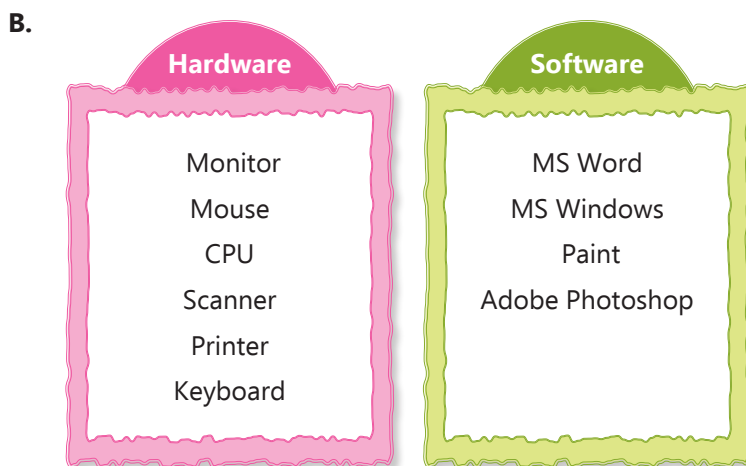 B.
Hardware
Monitor
Mouse
CPU
Scanner
Printer
Keyboard
Software
MS Word
MS Windows
Paint
Adobe Photoshop